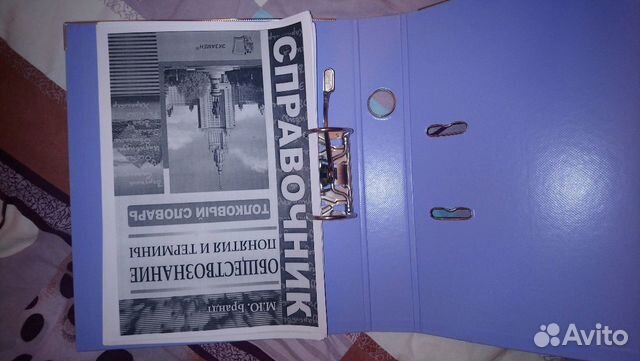 М.Ю. Брандт
ОБЩЕСТВОЗНАНИЕ
ПОНЯТИЯ И ТЕРМИНЫ
ТОЛКОВЫЙ СЛОВАРЬ
СПРАВОЧНИК
ЭКЗАМЕН
Avito